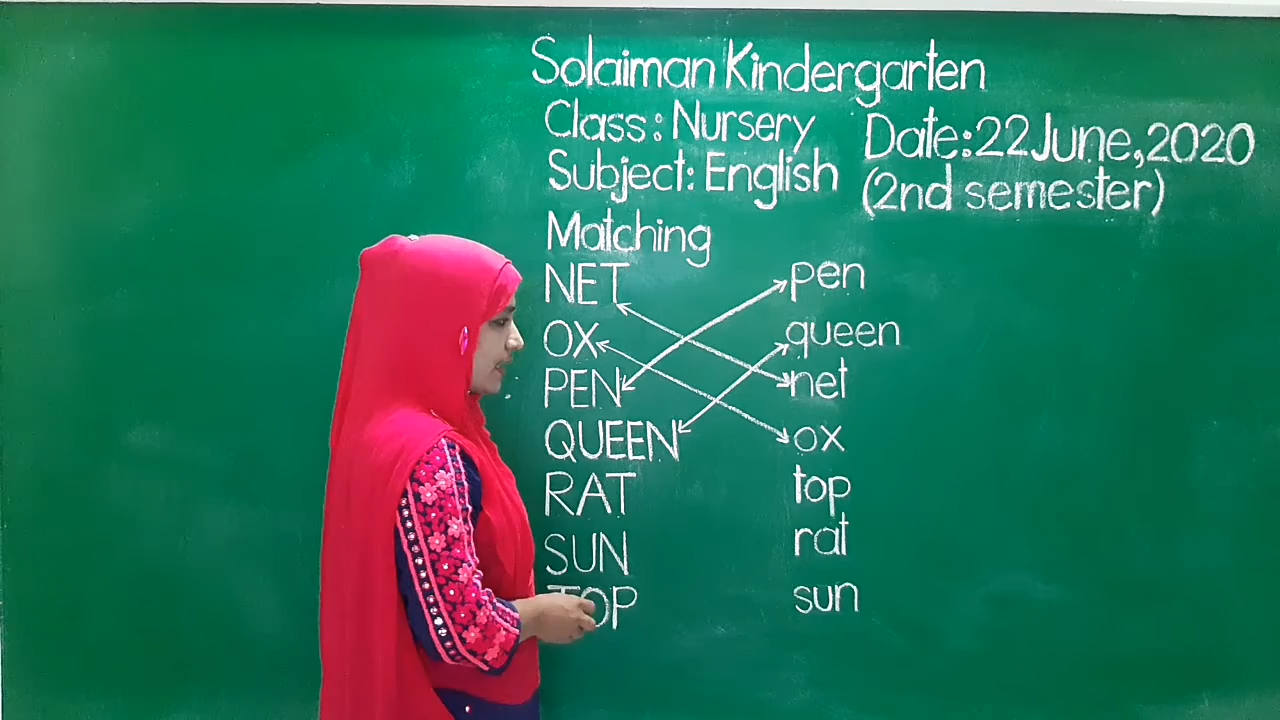 Solaiman Kindergarten
Class: Nursery Date:22 June, 2020
Subject: English (2nd semester)
Matching
NET pen
OX queen
PEN net
QUEEN ox
RAT top
SUN rat
TOP sun